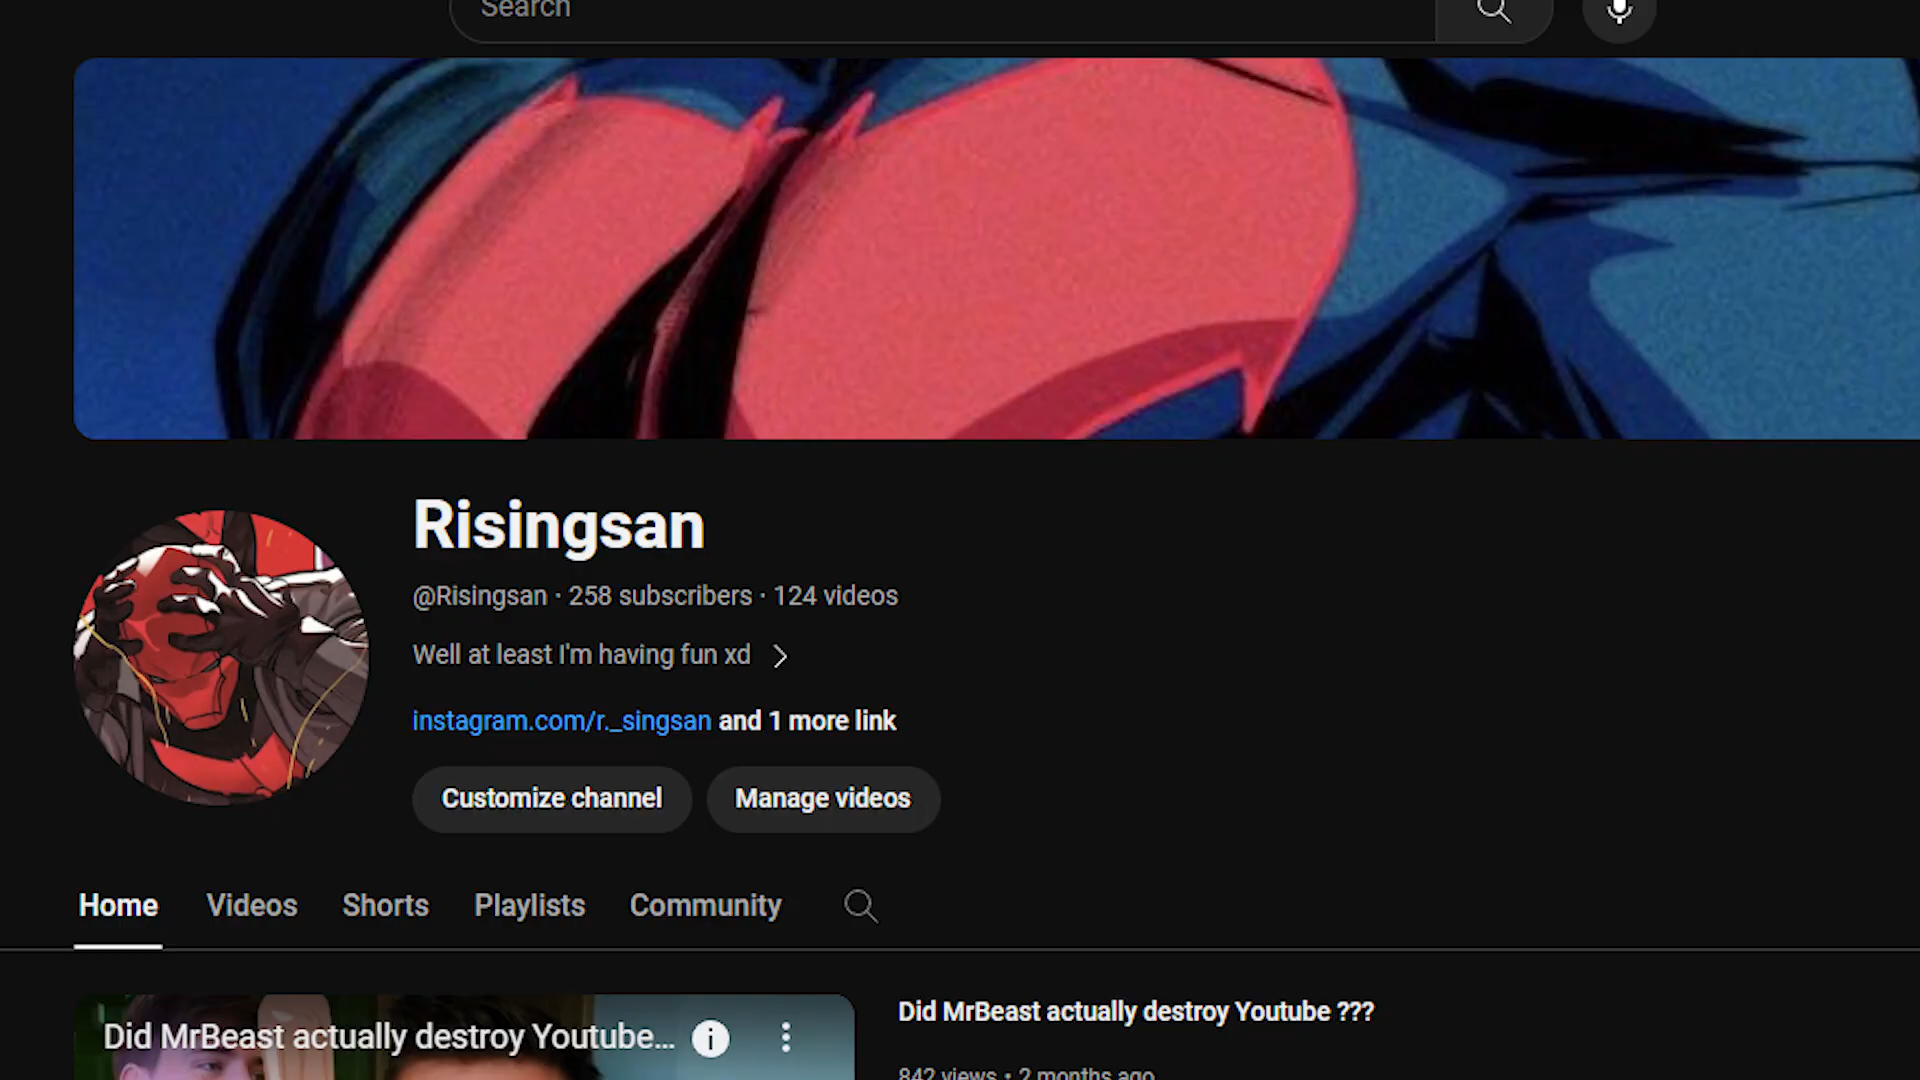 Search
Risingsan
@Risingsan · 258 subscribers · 124 videos
Well at least I'm having fun xd
instagram.com/r._singsan and 1 more link
Customize channel
Manage videos
Home
Videos
Shorts
Playlists
Community
Did MrBeast actually destroy Youtube...
Did MrBeast actually destroy Youtube ???
842 views • 2 months ago